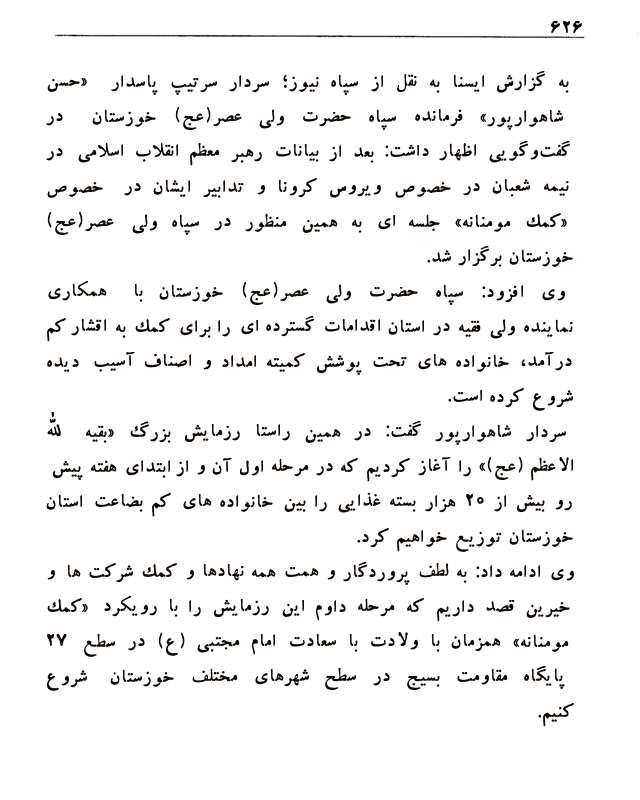 ۶۲۶
به گزارش ایسنا به نقل از سپاه نیوز؛ سردار سرتیپ پاسدار «حسن
شاهوارپور» فرمانده سپاه حضرت ولی عصر(عج) خوزستان در
گفت‌وگویی اظهار داشت: بعد از بیانات رهبر معظم انقلاب اسلامی در
نیمه شعبان در خصوص ویروس کرونا و تدابیر ایشان در خصوص
«کمك مومنانه» جلسه ای به همین منظور در سپاه ولی عصر(عج)
خوزستان برگزار شد.
وی افزود: سپاه حضرت ولی عصر(عج) خوزستان با همکاری
نماینده ولی فقیه در استان اقدامات گسترده ای را برای کمك به اقشار کم
درآمد، خانواده های تحت پوشش کمیته امداد و اصناف آسیب دیده
شروع کرده است.
سردار شاهوارپور گفت: در همین راستا رزمایش بزرگ «بقیه لله
الاعظم (عج)» را آغاز کردیم که در مرحله اول آن و از ابتدای هفته پیش
رو بیش از ۲۵ هزار بسته غذایی را بین خانواده های کم بضاعت استان
خوزستان توزیع خواهیم کرد.
وی ادامه داد: به لطف پروردگار و همت همه نهادها و کمك شرکت ها و
خیرین قصد داریم که مرحله داوم این رزمایش را با رویکرد «کمك
مومنانه» همزمان با ولادت با سعادت امام مجتبی (ع) در سطع ۲۷
پایگاه مقاومت بسیج در سطح شهرهای مختلف خوزستان شروع
کنیم.